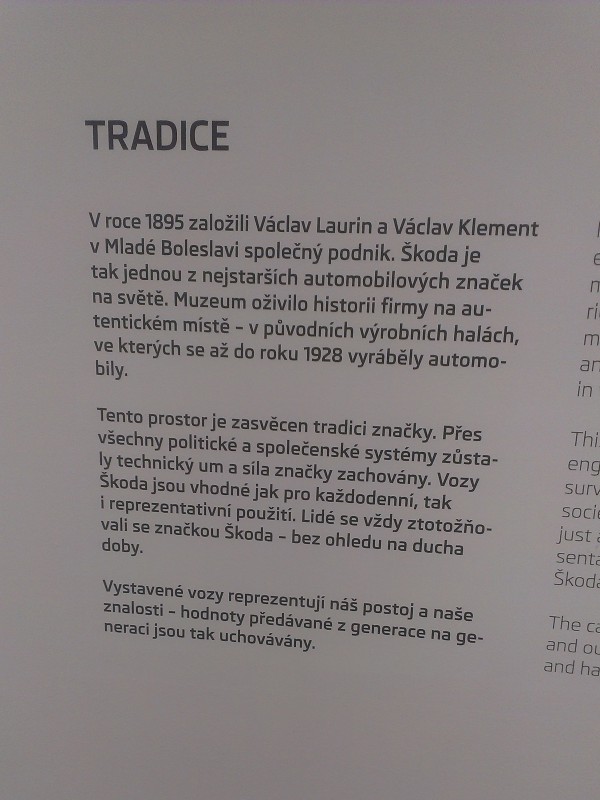 TRADICE
V roce 1895 založili Václav Laurin a Václav Klement
v Mladé Boleslavi společný podnik. Škoda je
tak jednou z nejstarších automobilových značek
na světě. Muzeum oživilo historii firmy na au-
tentickém místě – v původních výrobních halách,
ve kterých se až do roku 1928 vyráběly automo-
bily.
Tento prostor je zasvěcen tradici značky. Přes
všechny politické a společenské systémy zůsta-
ly technický um a síla značky zachovány. Vozy
Škoda jsou vhodné jak pro každodenní, tak
i reprezentativní použití. Lidé se vždy ztotožňo-
vali se značkou Škoda – bez ohledu na ducha
doby.
Vystavené vozy reprezentují náš postoj a naše
znalosti – hodnoty předávané z generace na ge-
neraci jsou tak uchovávány.
in
Thi
eng
surv
socie
just a
senta
Škoda
The ca
and ou
and ha